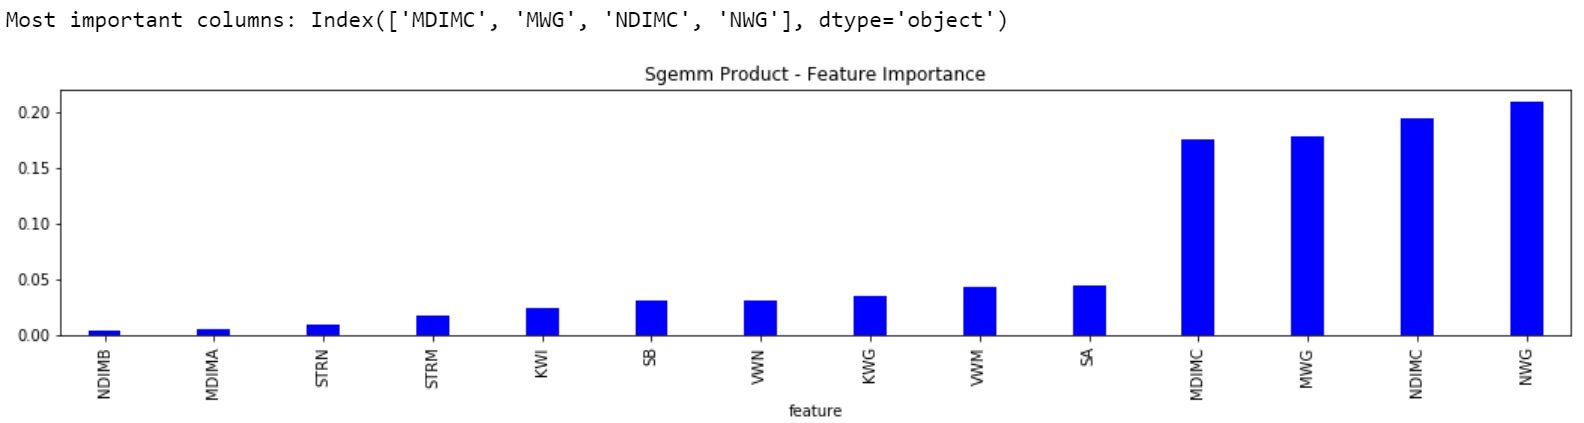 Most important columns: Index(['MDIMC', 'MWG', 'NDIMC', 'NWG'], dtype='object')
Sgemm Product - Feature Importance
0.20
0.15
0.10
0.05
0.00
NDIMB
MDIMA
STRN
STRM
KWI
SB
VWN
KWG
VWM
SA
MDIMC
MWG
NDIMC
NWG
feature